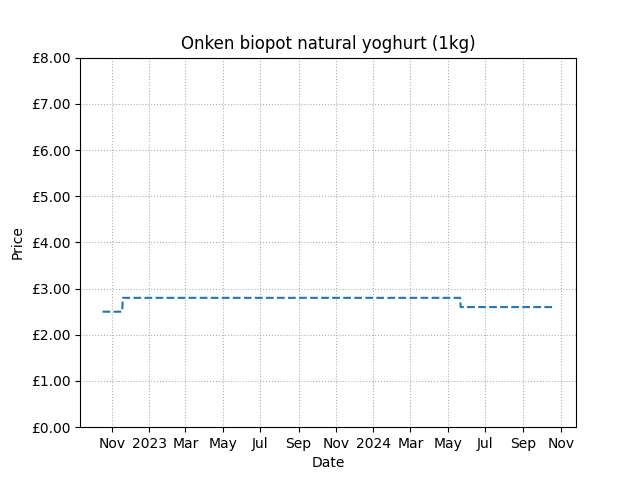 Onken biopot natural yoghurt (1kg)
£8.00
£7.00
£6.00
£5.00
£4.00
£3.00
£2.00
£1.00
£0.00
Price
Nov 2023 Mar May Jul Sep Nov 2024 Mar May Jul Sep Nov
Date